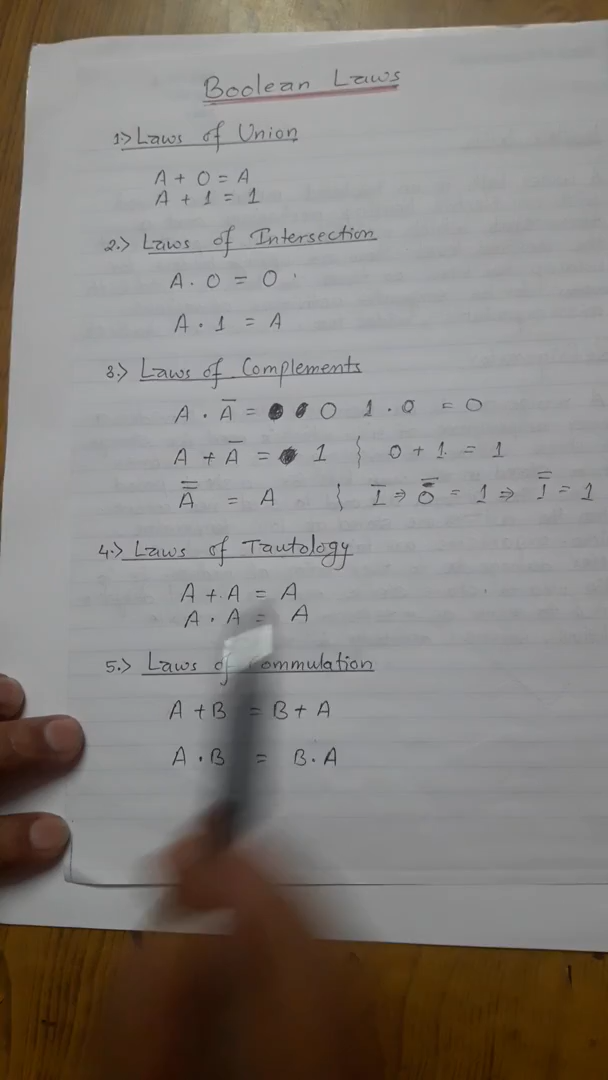 Boolean Laws
1.> Laws of Union
A + 0 = A
A + 1 = 1
2.> Laws of Intersection
A . 0 = 0
A . 1 = A
3.> Laws of Complements
A . Ā = 0 1 . 0 = 0
A + Ā = 1 } 0 + 1 = 1
A̿ = A { Ī ⇒ 0̿ = 1 ⇒ 1̿ = 1
4.> Laws of Tautology
A + A = A
A . A = A
5.> Laws of Commulation
A + B = B + A
A . B = B . A